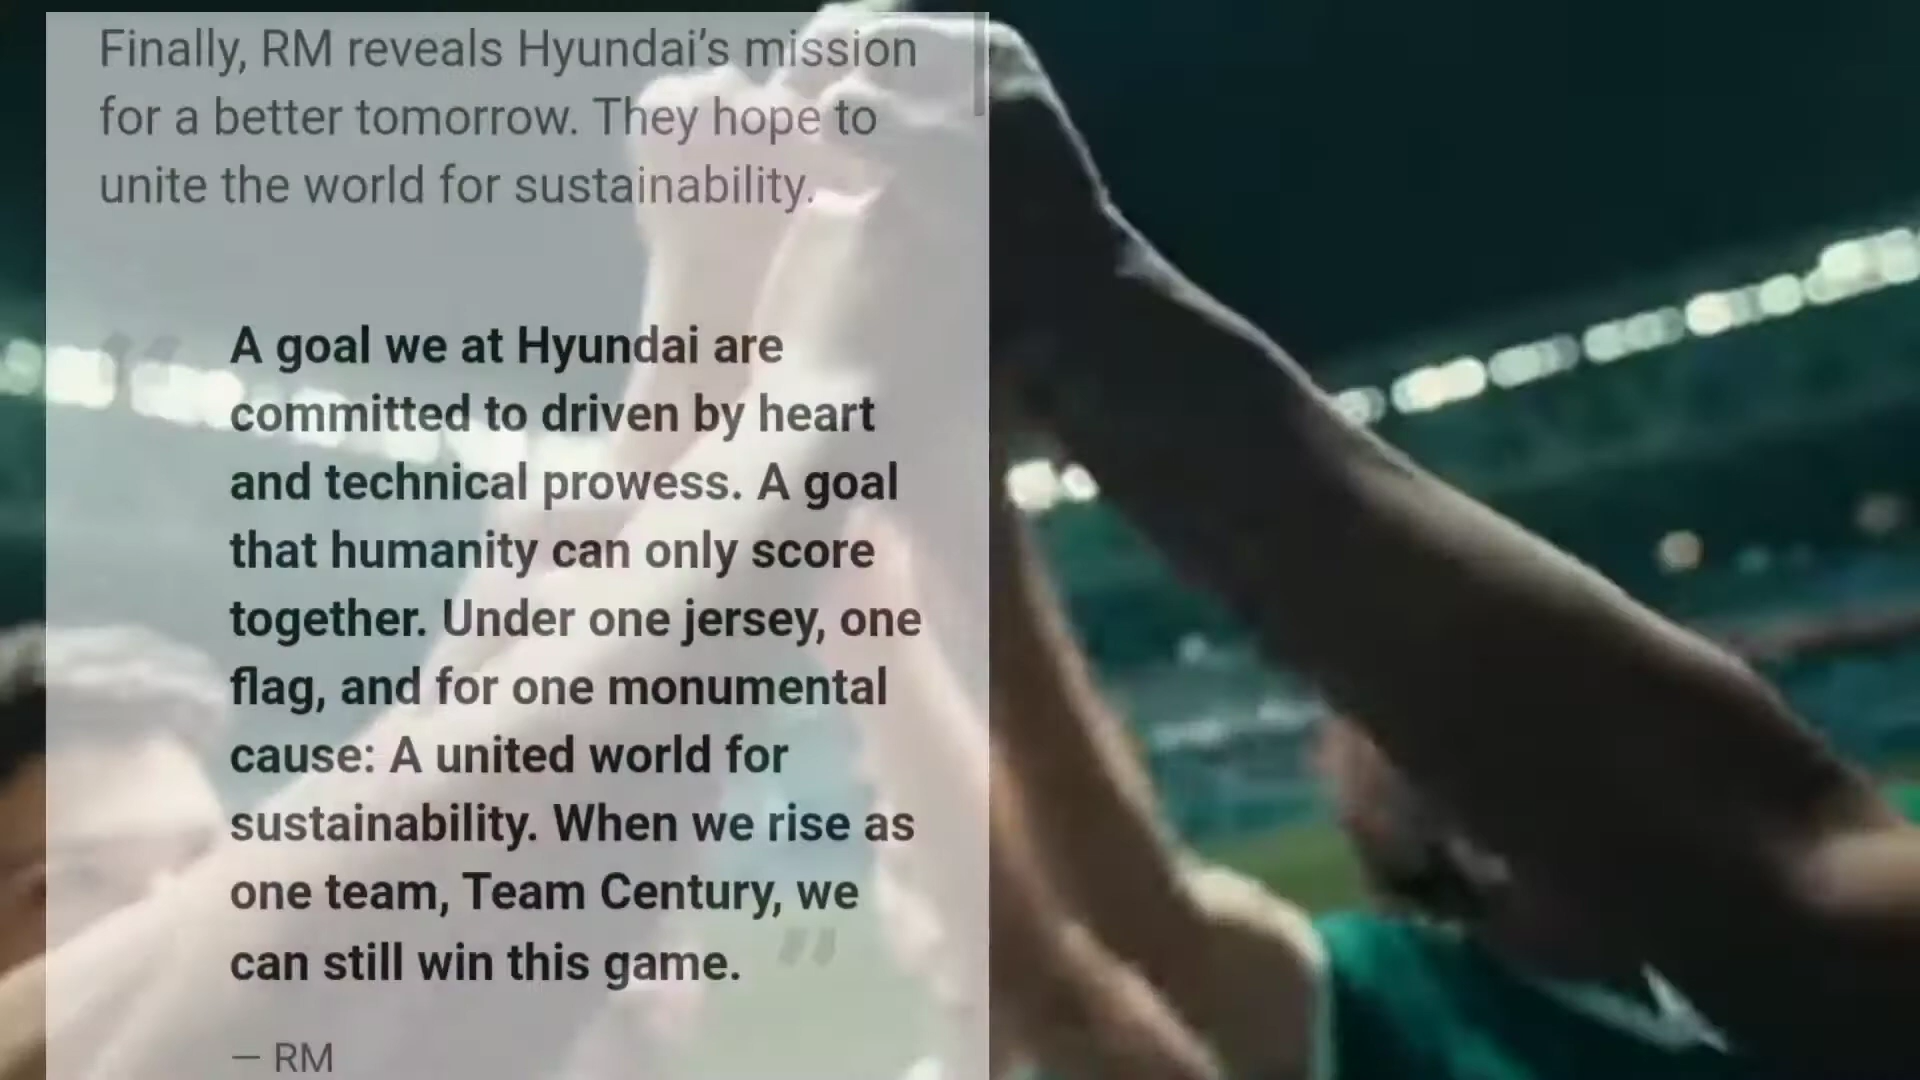 Finally, RM reveals Hyundai’s mission
for a better tomorrow. They hope to
unite the world for sustainability.
“
A goal we at Hyundai are
committed to driven by heart
and technical prowess. A goal
that humanity can only score
together. Under one jersey, one
flag, and for one monumental
cause: A united world for
sustainability. When we rise as
one team, Team Century, we
can still win this game. ”
— RM